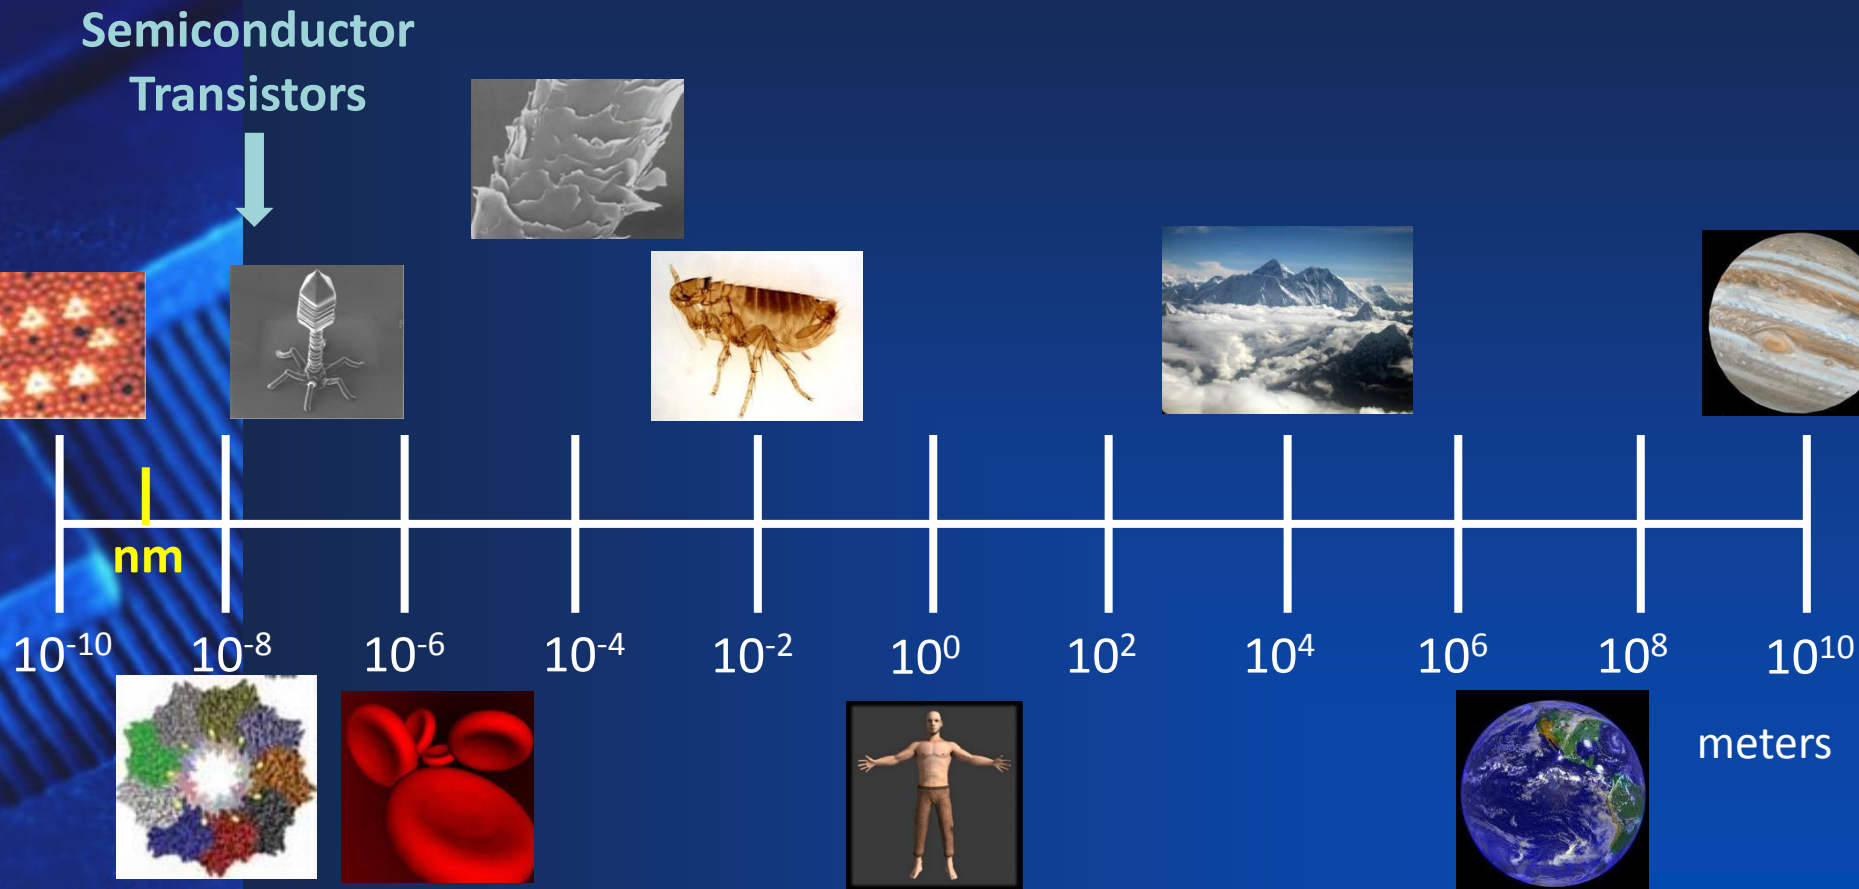 Semiconductor
Transistors
nm
10⁻¹⁰ 10⁻⁸ 10⁻⁶ 10⁻⁴ 10⁻² 10⁰ 10² 10⁴ 10⁶ 10⁸ 10¹⁰
meters